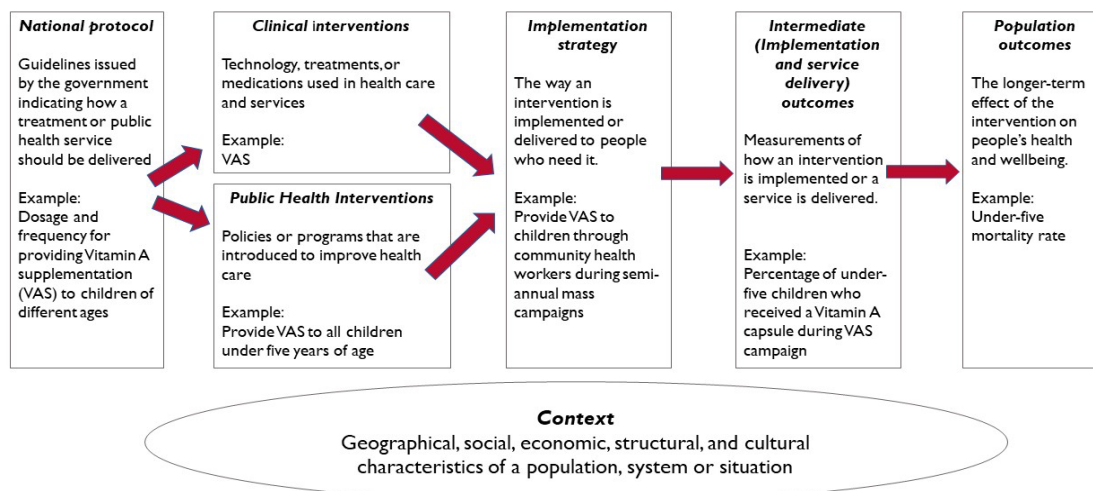 National protocol
Guidelines issued
by the government
indicating how a
treatment or public
health service
should be delivered
Example:
Dosage and
frequency for
providing Vitamin A
supplementation
(VAS) to children of
different ages
Clinical interventions
Technology, treatments, or
medications used in health care
and services
Example:
VAS
Public Health Interventions
Policies or programs that are
introduced to improve health
care
Example:
Provide VAS to all children
under five years of age
Implementation
strategy
The way an
intervention is
implemented or
delivered to people
who need it.
Example:
Provide VAS to
children through
community health
workers during semi-
annual mass
campaigns
Intermediate
(Implementation
and service
delivery)
outcomes
Measurements of
how an intervention
is implemented or a
service is delivered.
Example:
Percentage of under-
five children who
received a Vitamin A
capsule during VAS
campaign
Population
outcomes
The longer-term
effect of the
intervention on
people's health
and wellbeing.
Example:
Under-five
mortality rate
Context
Geographical, social, economic, structural, and cultural
characteristics of a population, system or situation